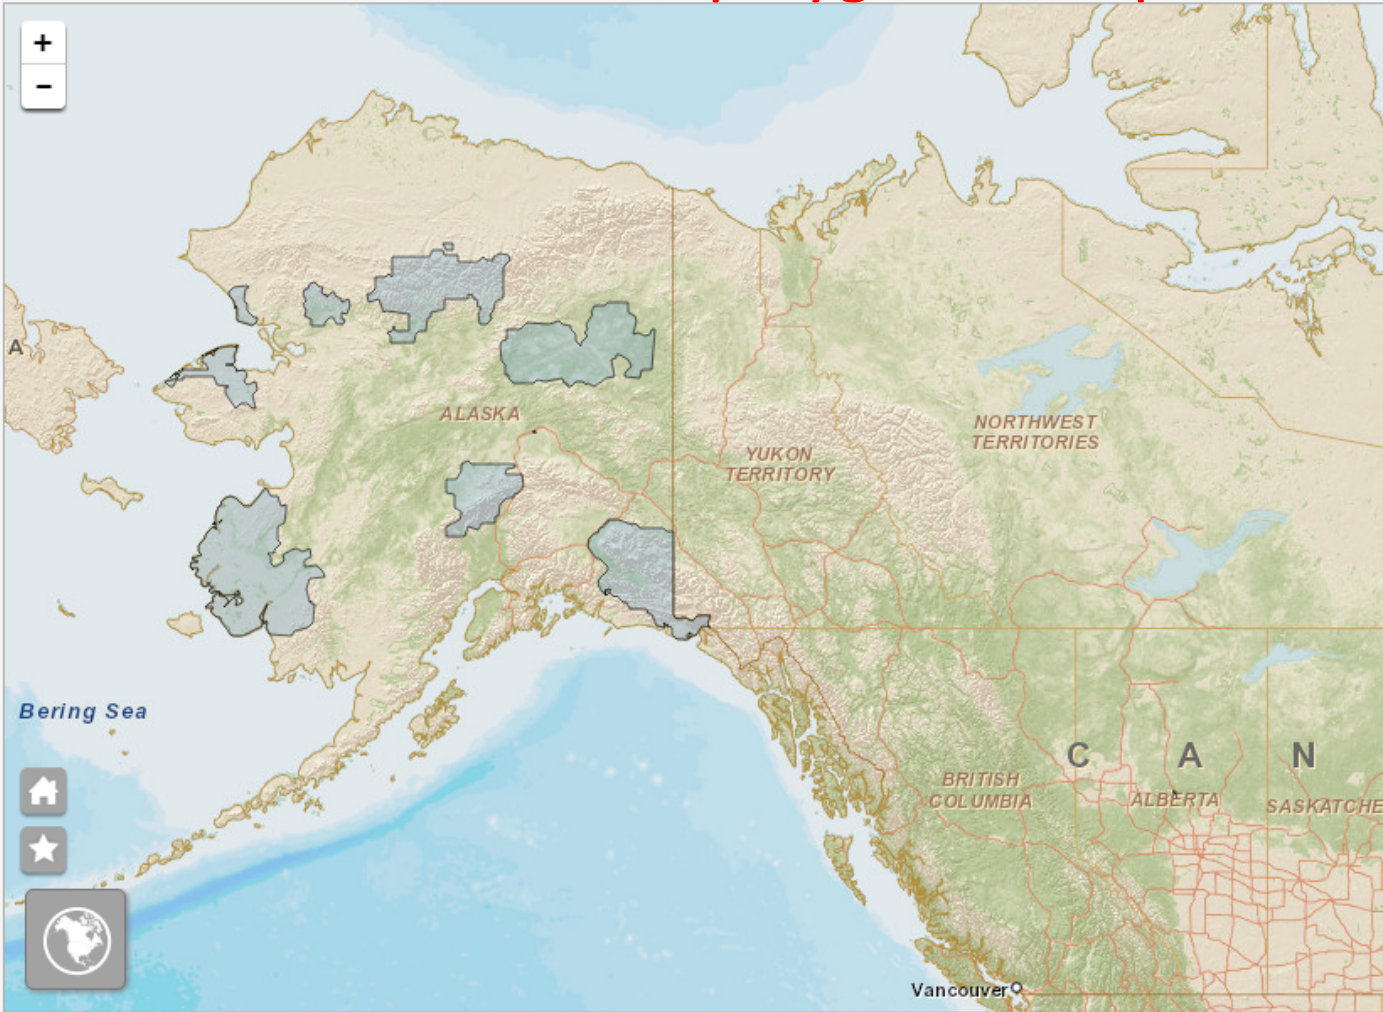 +
−
A
ALASKA
NORTHWEST
TERRITORIES
YUKON
TERRITORY
Bering Sea
C A N
BRITISH
COLUMBIA
ALBERTA
SASKATCHE
Vancouver